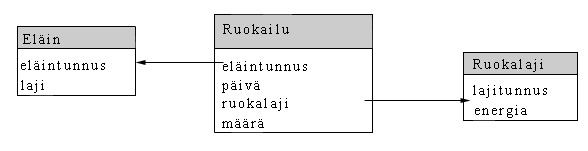 Eläin
eläintunnus
laji
Ruokailu
eläintunnus
päivä
ruokalaji
määrä
Ruokalaji
lajitunnus
energia